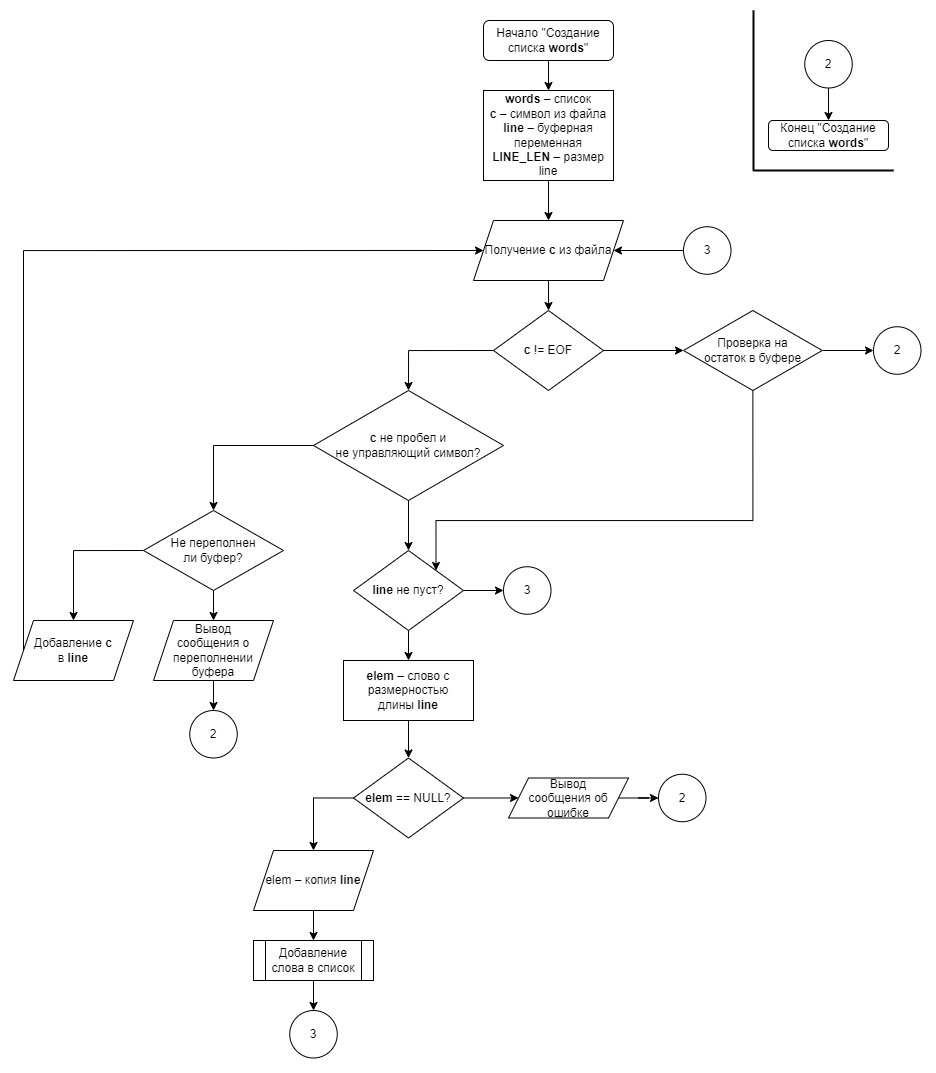 Начало "Создание
списка words"
2
Конец "Создание
списка words"
words – список
c – символ из файла
line – буферная
переменная
LINE_LEN – размер
line
Получение c из файла
3
c != EOF
Проверка на
остаток в буфере
2
c не пробел и
не управляющий символ?
Не переполнен
ли буфер?
line не пуст?
3
Добавление c
в line
Вывод
сообщения о
переполнении
буфера
2
elem – слово с
размерностью
длины line
elem == NULL?
Вывод
сообщения об
ошибке
2
elem – копия line
Добавление
слова в список
3